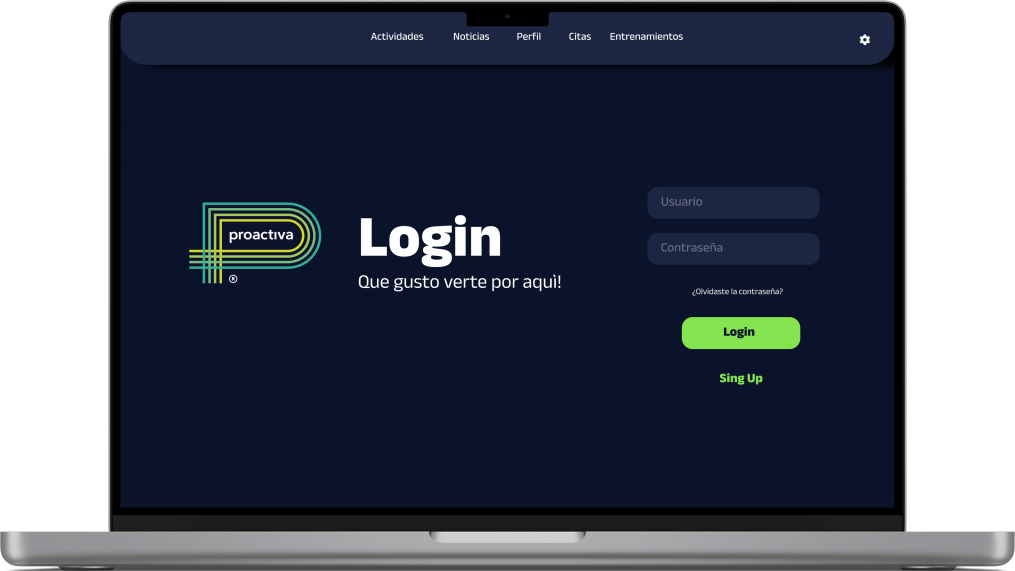 Actividades Noticias Perfil Citas Entrenamientos
proactiva
®
Login
Que gusto verte por aquì!
Usuario
Contraseña
¿Olvidaste la contraseña?
Login
Sing Up